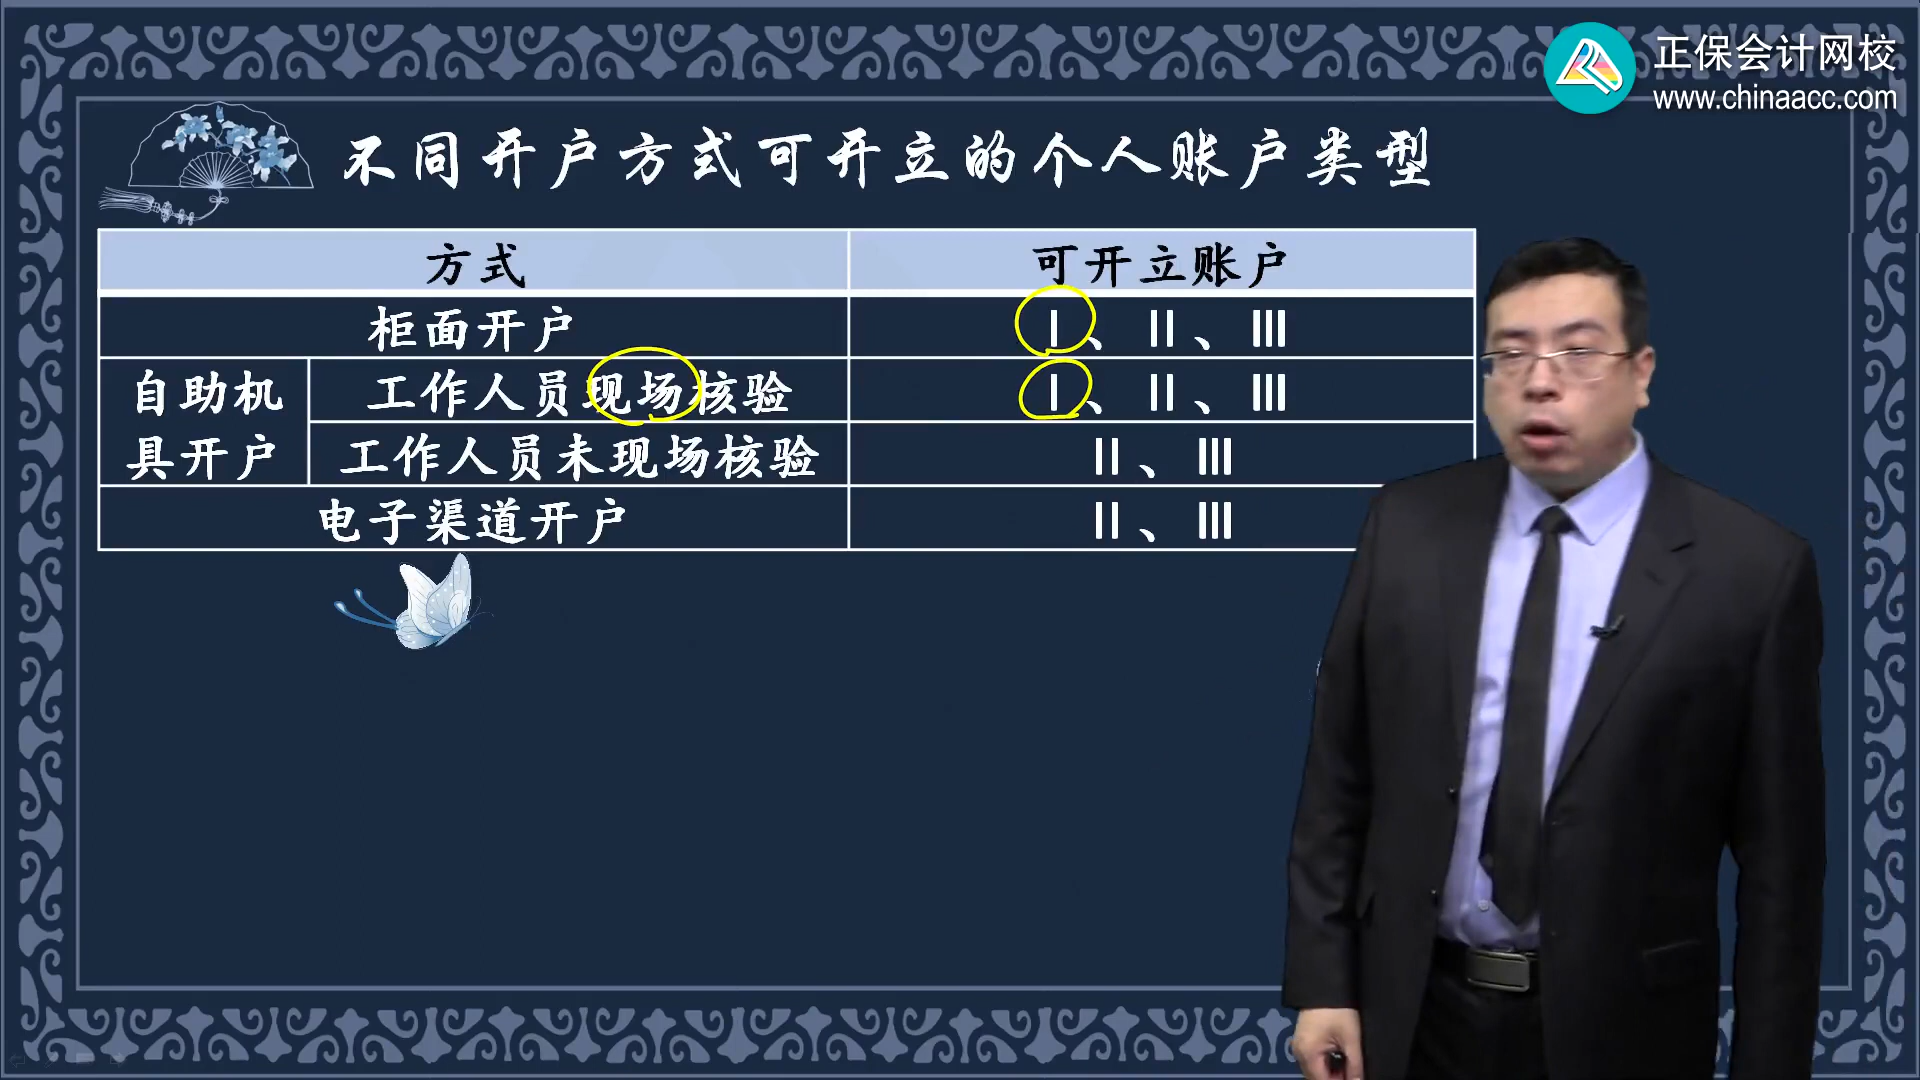 正保会计网校
www.chinaacc.com
不同开户方式可开立的个人账户类型
方式 可开立账户
柜面开户 Ⅰ、Ⅱ、Ⅲ
自助机具开户 工作人员现场核验 Ⅰ、Ⅱ、Ⅲ
工作人员未现场核验 Ⅱ、Ⅲ
电子渠道开户 Ⅱ、Ⅲ